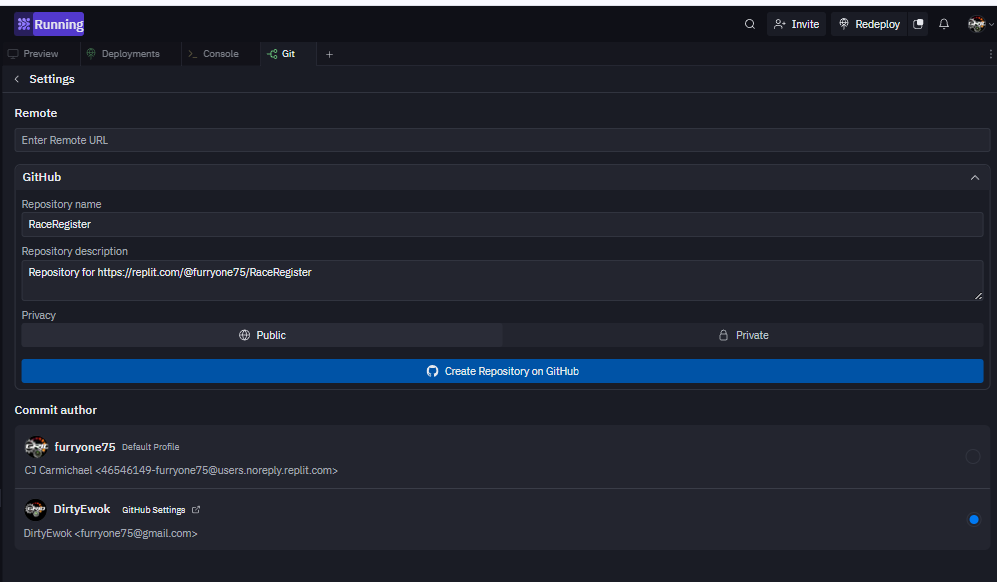 Running
Invite
Redeploy
Preview
Deployments
>_ Console
Git
+
Settings
Remote
Enter Remote URL
GitHub
Repository name
RaceRegister
Repository description
Repository for https://replit.com/@furryone75/RaceRegister
Privacy
Public
Private
Create Repository on GitHub
Commit author
furryone75 Default Profile
CJ Carmichael <46546149-furryone75@users.noreply.replit.com>
DirtyEwok GitHub Settings
DirtyEwok <furryone75@gmail.com>